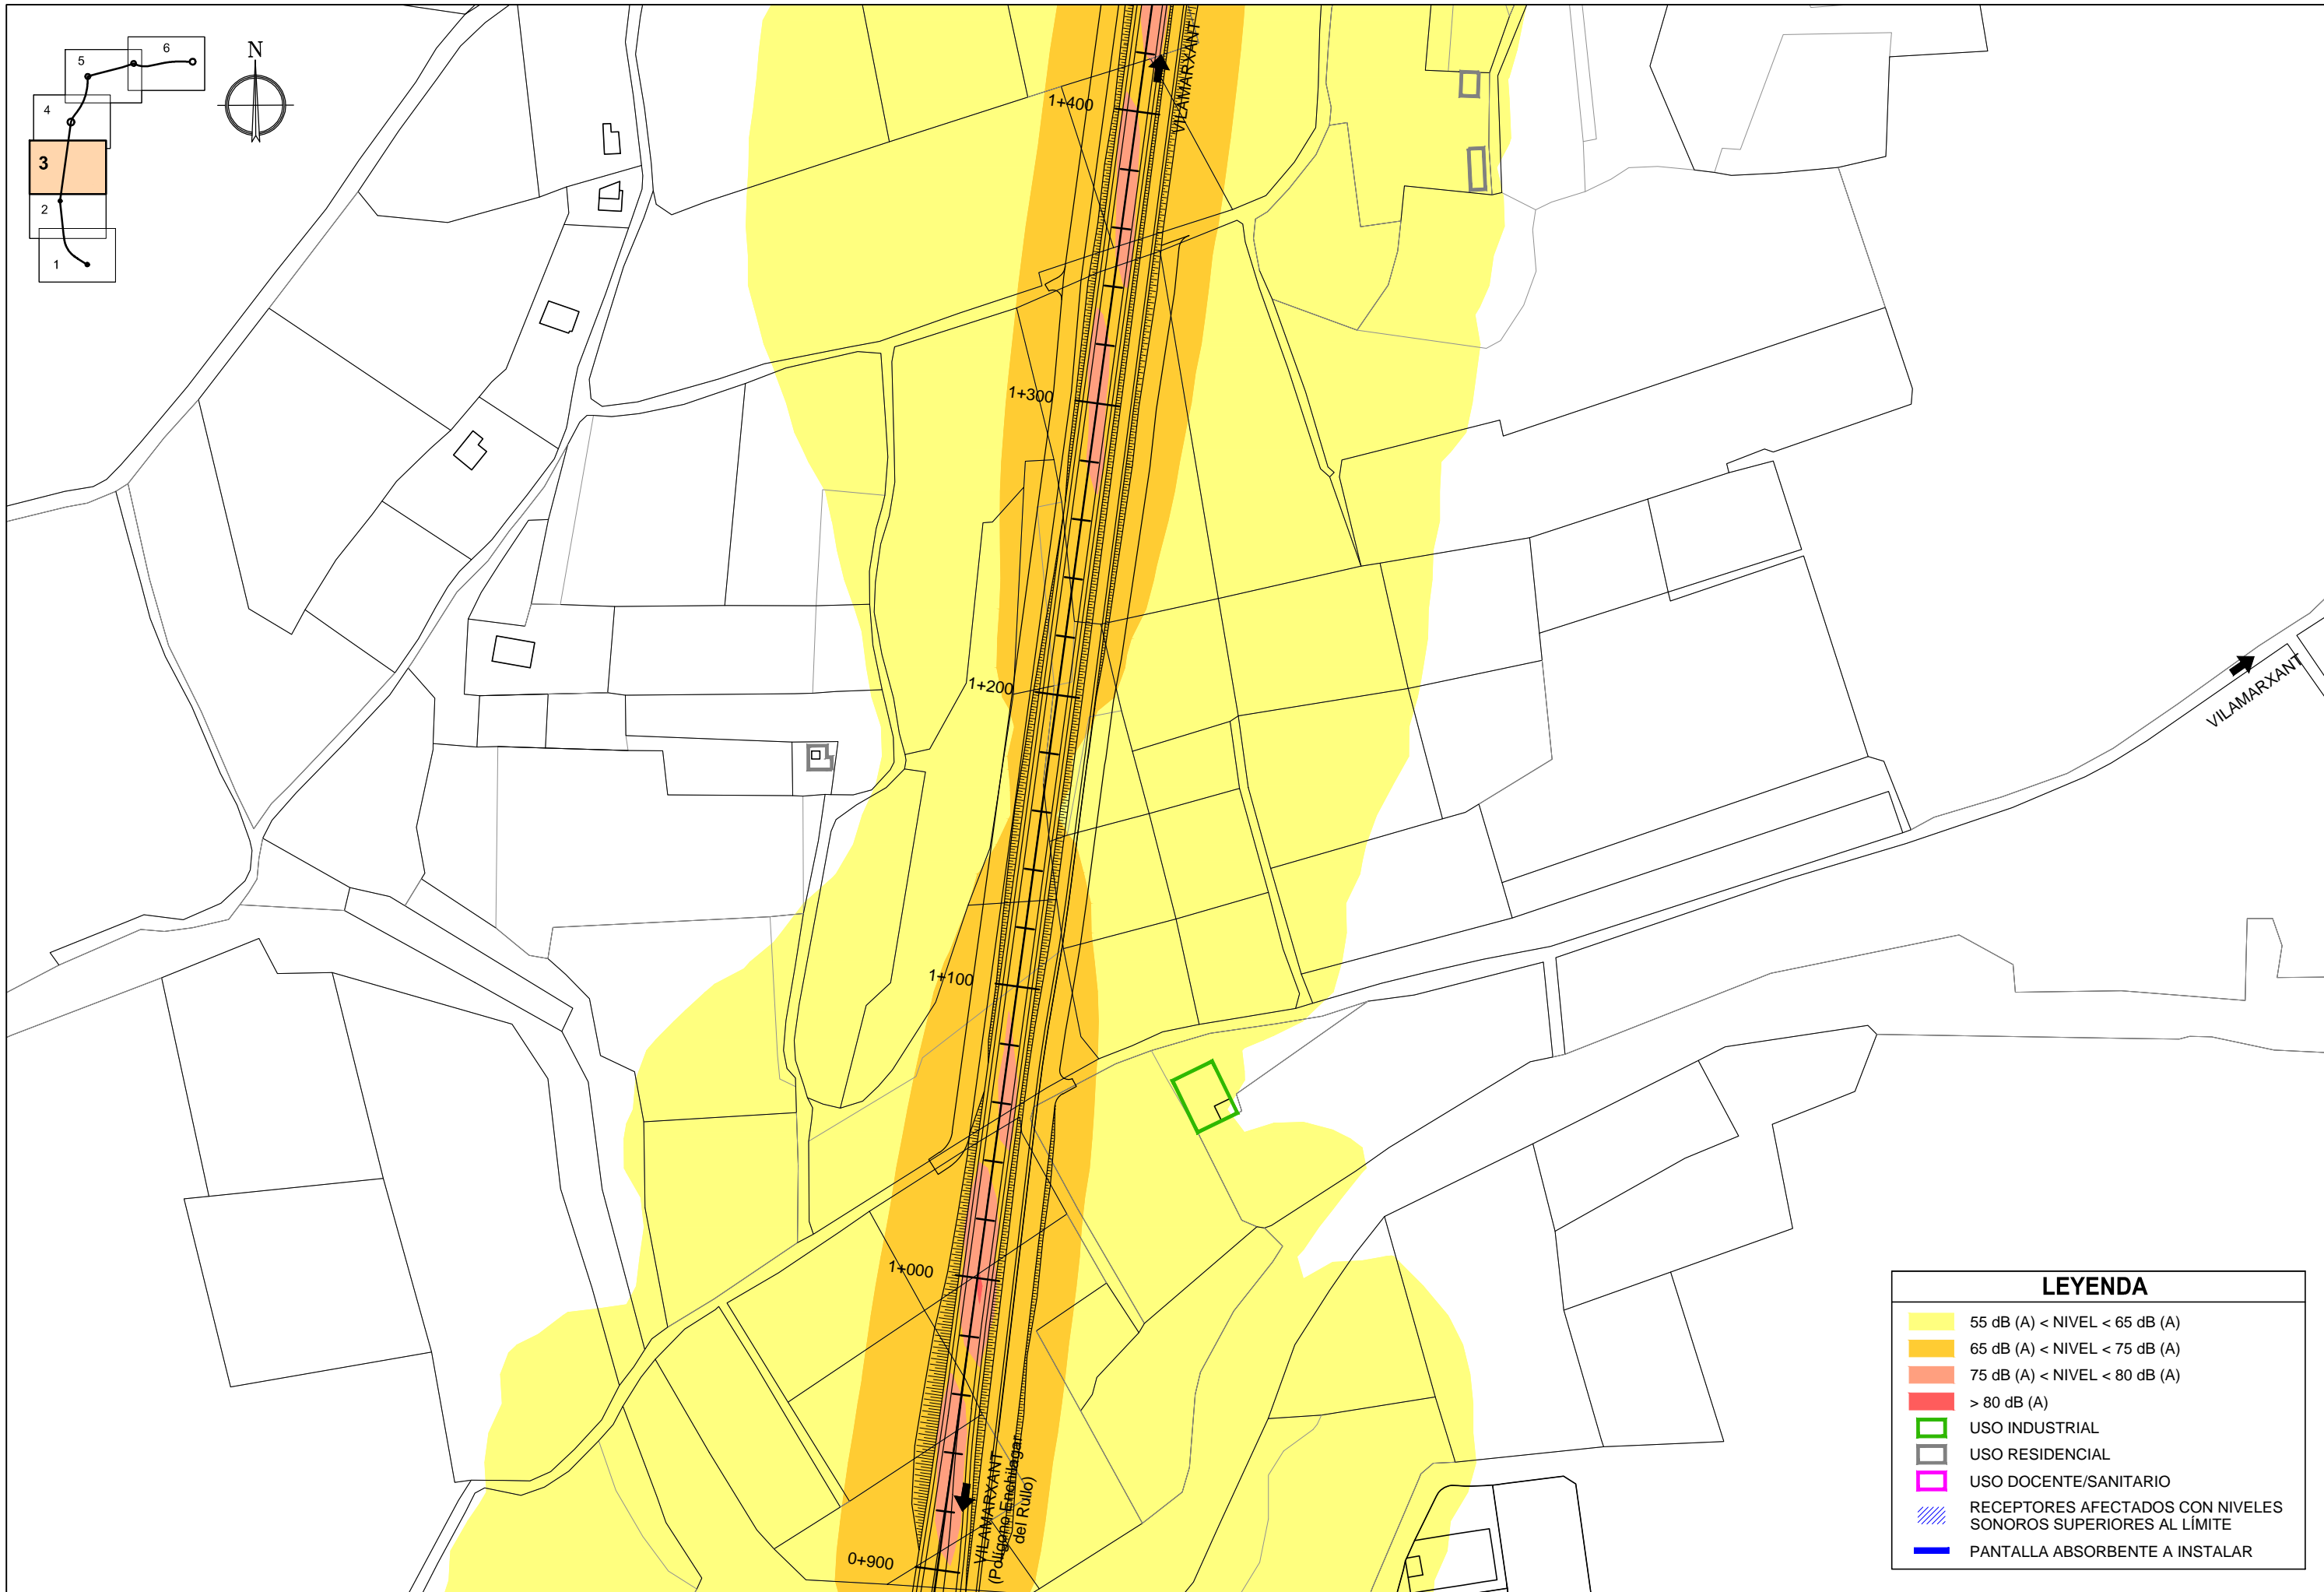 6
5
4
3
2
1
N
VILAMARXANT
1+400
1+300
1+200
1+100
1+000
0+900
VILAMARXANT
VILAMARXANT
(Polígono Enchilagar
del Rullo)
LEYENDA
55 dB (A) < NIVEL < 65 dB (A)
65 dB (A) < NIVEL < 75 dB (A)
75 dB (A) < NIVEL < 80 dB (A)
> 80 dB (A)
USO INDUSTRIAL
USO RESIDENCIAL
USO DOCENTE/SANITARIO
RECEPTORES AFECTADOS CON NIVELES
SONOROS SUPERIORES AL LÍMITE
PANTALLA ABSORBENTE A INSTALAR